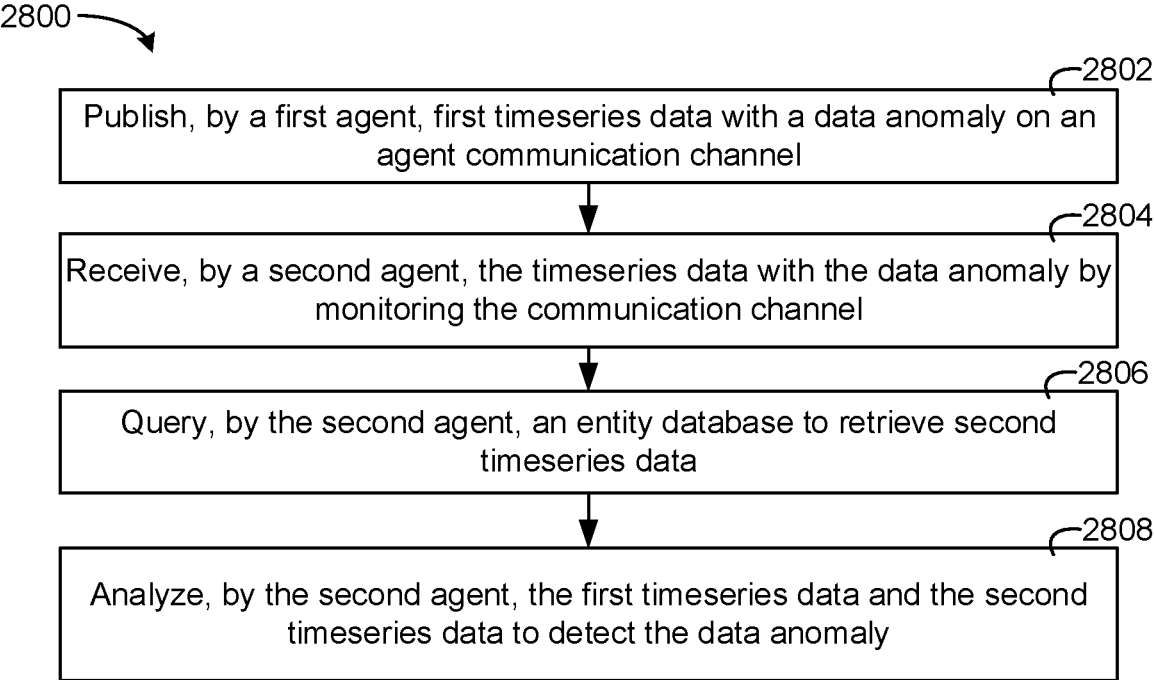 2800
2802
Publish, by a first agent, first timeseries data with a data anomaly on an
agent communication channel
2804
Receive, by a second agent, the timeseries data with the data anomaly by
monitoring the communication channel
2806
Query, by the second agent, an entity database to retrieve second
timeseries data
2808
Analyze, by the second agent, the first timeseries data and the second
timeseries data to detect the data anomaly